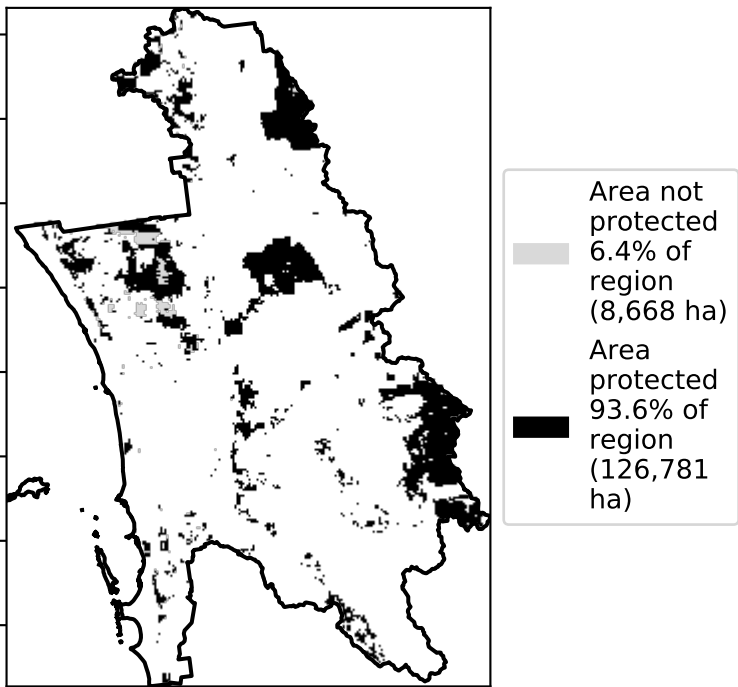 Area not
protected
6.4% of
region
(8,668 ha)
Area
protected
93.6% of
region
(126,781
ha)